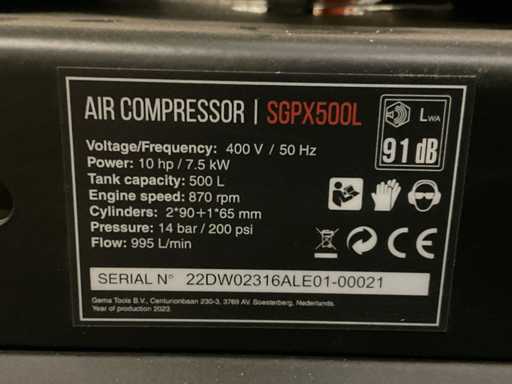 AIR COMPRESSOR | SGPX500L
LWA
91 dB
Voltage/Frequency: 400 V / 50 Hz
Power: 10 hp / 7.5 kW
Tank capacity: 500 L
Engine speed: 870 rpm
Cylinders: 2*90+1*65 mm
Pressure: 14 bar / 200 psi
Flow: 995 L/min
CE
SERIAL N° 22DW02316ALE01-00021
Gama Tools B.V., Centurionbaan 230-3, 3769 AV. Soesterberg. Nederlands.
Year of production 2023.